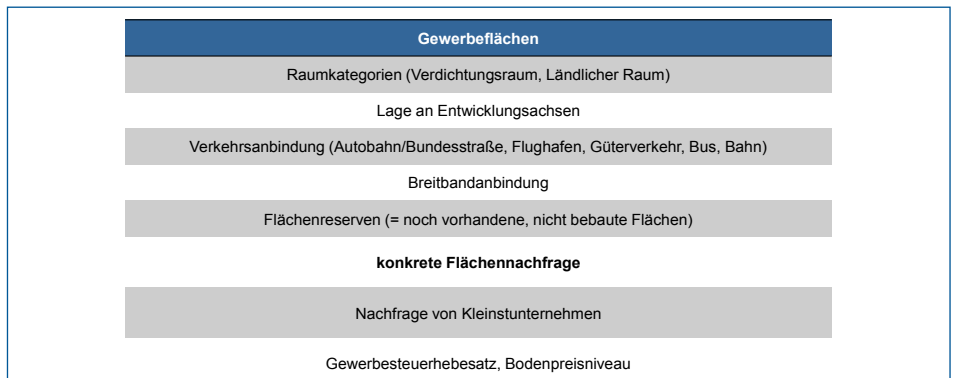 Gewerbeflächen
Raumkategorien (Verdichtungsraum, Ländlicher Raum)
Lage an Entwicklungsachsen
Verkehrsanbindung (Autobahn/Bundesstraße, Flughafen, Güterverkehr, Bus, Bahn)
Breitbandanbindung
Flächenreserven (= noch vorhandene, nicht bebaute Flächen)
konkrete Flächennachfrage
Nachfrage von Kleinstunternehmen
Gewerbesteuerhebesatz, Bodenpreisniveau